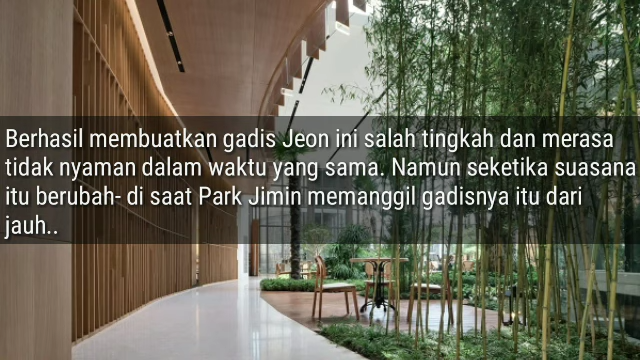 Berhasil membuatkan gadis Jeon ini salah tingkah dan merasa
tidak nyaman dalam waktu yang sama. Namun seketika suasana
itu berubah- di saat Park Jimin memanggil gadisnya itu dari
jauh..